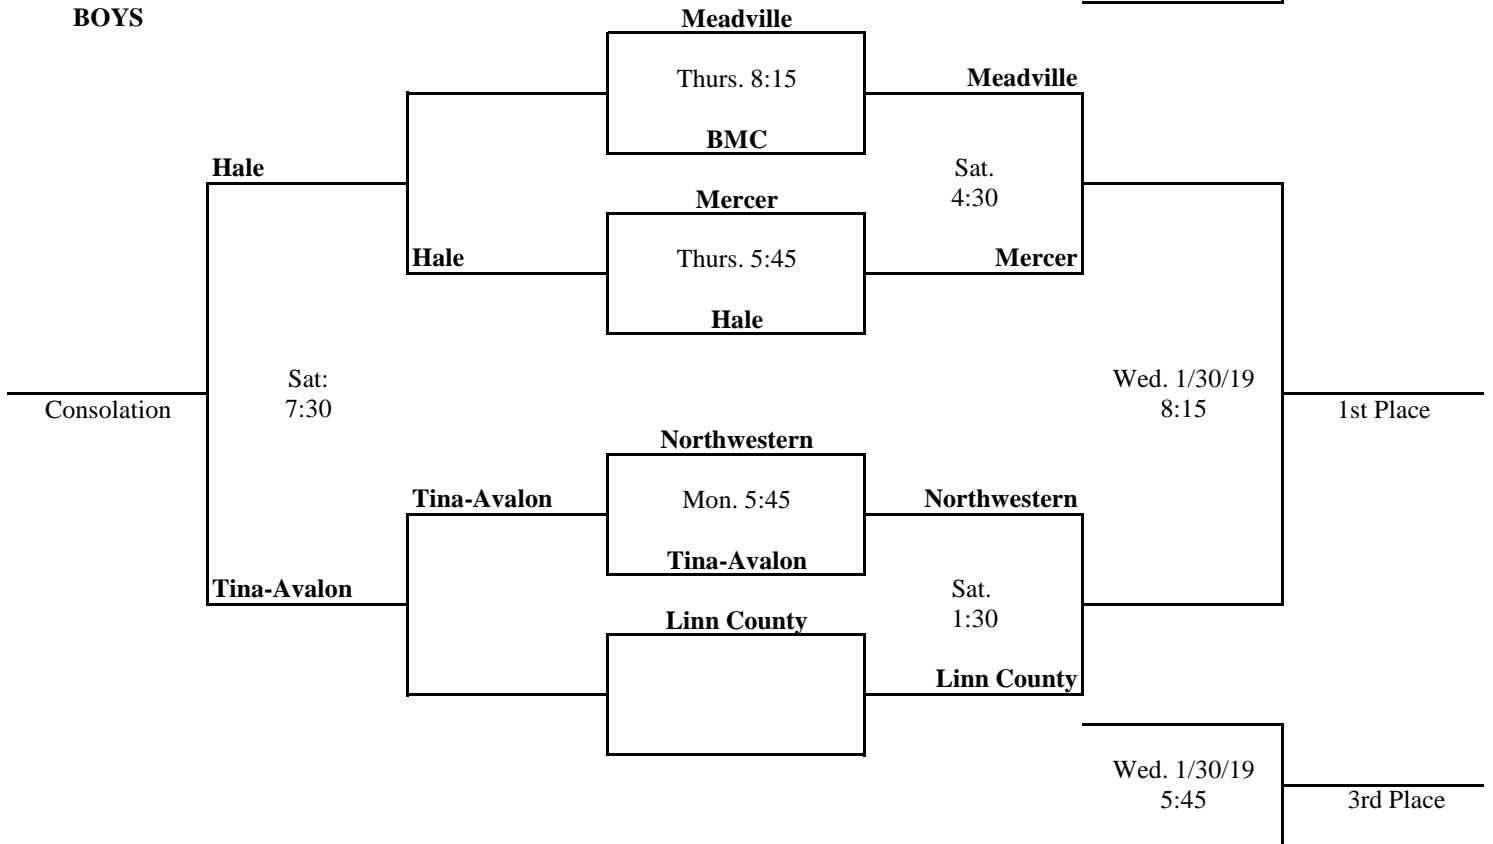 BOYS
Meadville
Thurs. 8:15
Meadville
BMC
Hale
Sat.
4:30
Mercer
Hale
Thurs. 5:45
Mercer
Hale
Sat:
7:30
Wed. 1/30/19
8:15
Consolation
1st Place
Northwestern
Tina-Avalon
Mon. 5:45
Northwestern
Tina-Avalon
Tina-Avalon
Sat.
1:30
Linn County
Linn County
Wed. 1/30/19
5:45
3rd Place